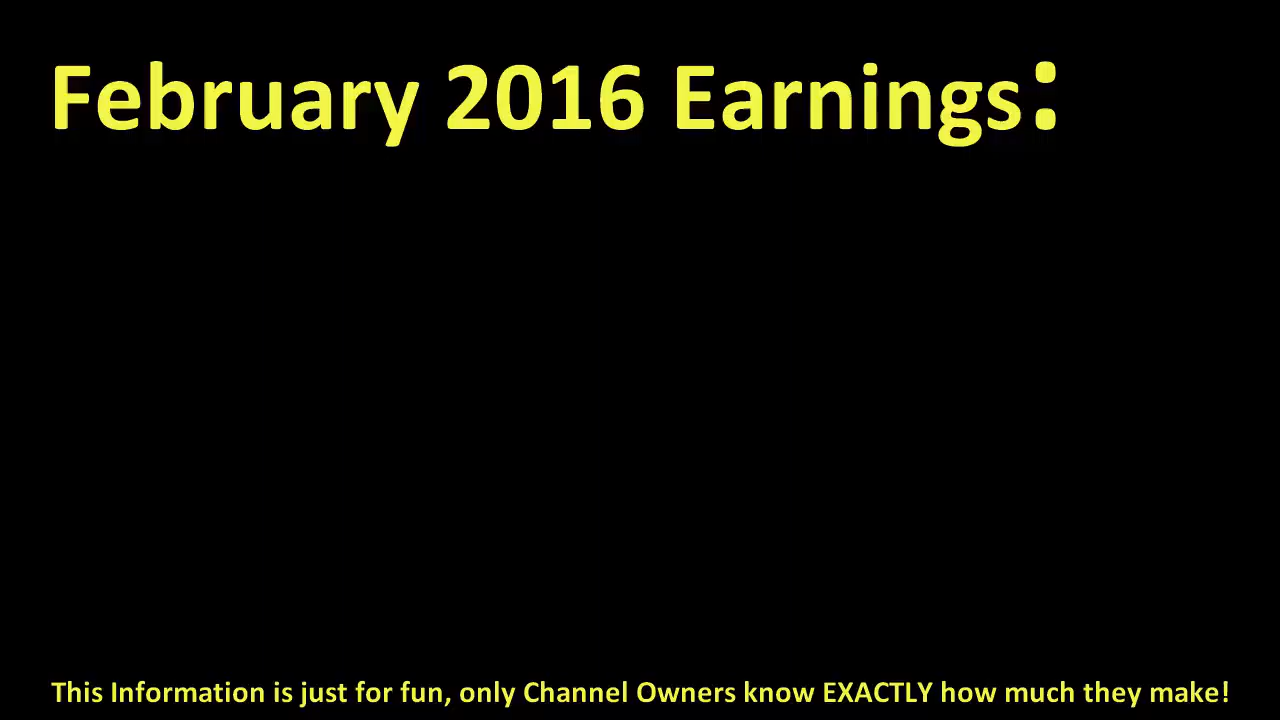 February 2016 Earnings:
This Information is just for fun, only Channel Owners know EXACTLY how much they make!